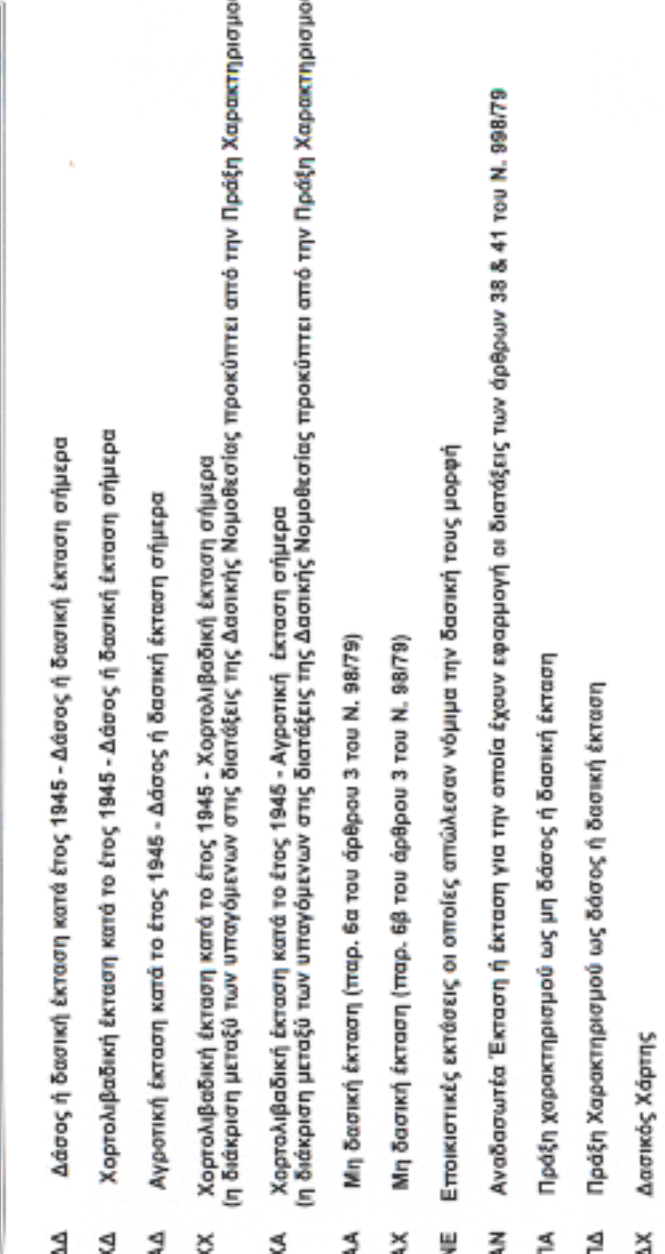 ΔΔ Δάσος ή δασική έκταση κατά έτος 1945 - Δάσος ή δασική έκταση σήμερα
ΧΔ Χορτολιβαδική έκταση κατά το έτος 1945 - Δάσος ή δασική έκταση σήμερα
ΑΔ Αγροτική έκταση κατά το έτος 1945 - Δάσος ή δασική έκταση σήμερα
ΧΧ Χορτολιβαδική έκταση κατά το έτος 1945 - Χορτολιβαδική έκταση σήμερα
(η διάκριση μεταξύ των υπαγόμενων στις διατάξεις της Δασικής Νομοθεσίας προκύπτει από την Πράξη Χαρακτηρισμο
ΧΑ Χορτολιβαδική έκταση κατά το έτος 1945 - Αγροτική έκταση σήμερα
(η διάκριση μεταξύ των υπαγόμενων στις διατάξεις της Δασικής Νομοθεσίας προκύπτει από την Πράξη Χαρακτηρισμο
ΑΑ Μη δασική έκταση (παρ. 6α του άρθρου 3 του Ν. 98/79)
ΑΧ Μη δασική έκταση (παρ. 6β του άρθρου 3 του Ν. 98/79)
ΝΕ Εποικιστικές εκτάσεις οι οποίες απώλεσαν νόμιμα την δασική τους μορφή
ΑΝ Αναδασωτέα Έκταση ή έκταση για την οποία έχουν εφαρμογή οι διατάξεις των άρθρων 38 & 41 του Ν. 998/79
ΠΑ Πράξη χαρακτηρισμού ως μη δάσος ή δασική έκταση
ΠΔ Πράξη Χαρακτηρισμού ως δάσος ή δασική έκταση
ΔΧ Δασικός Χάρτης